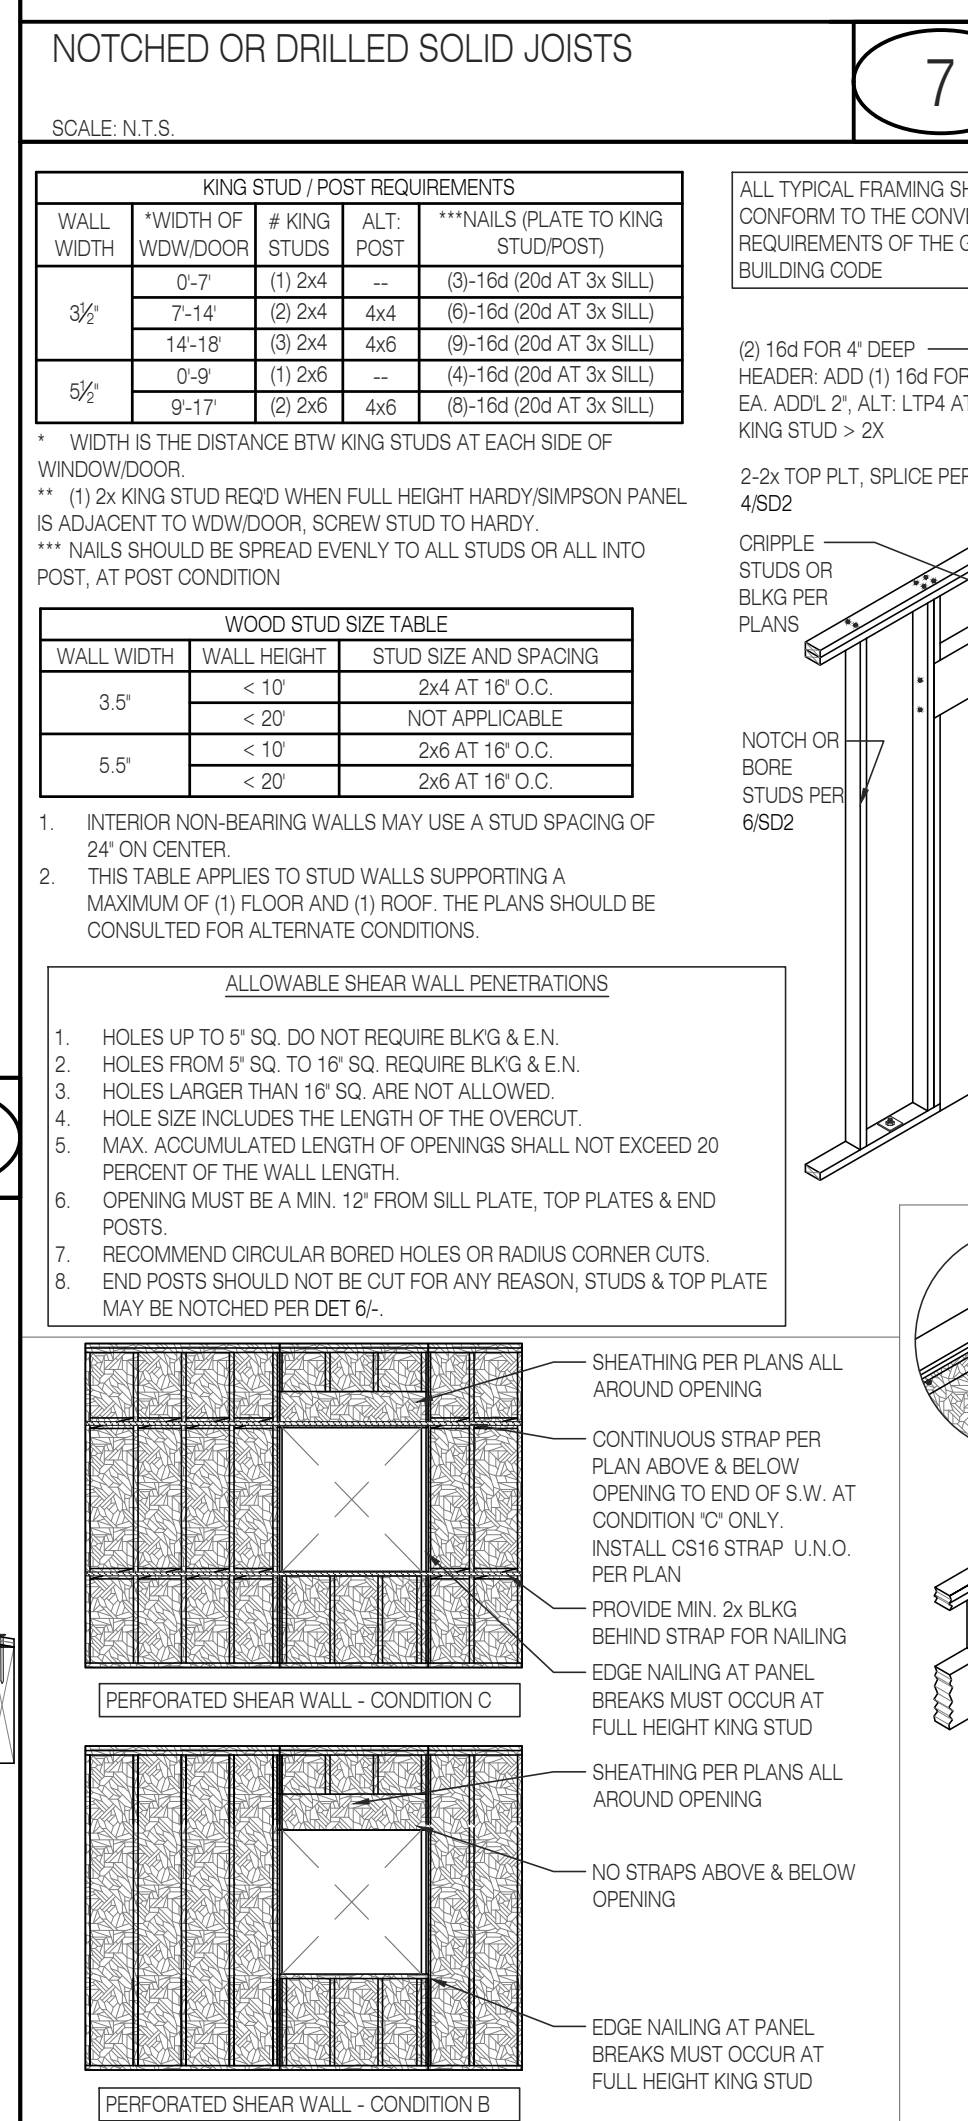 NOTCHED OR DRILLED SOLID JOISTS
SCALE: N.T.S.
7
KING STUD / POST REQUIREMENTS
WALL WIDTH *WIDTH OF WDW/DOOR # KING STUDS ALT: POST ***NAILS (PLATE TO KING STUD/POST)
3½" 0'-7' (1) 2x4 -- (3)-16d (20d AT 3x SILL)
7'-14' (2) 2x4 4x4 (6)-16d (20d AT 3x SILL)
14'-18' (3) 2x4 4x6 (9)-16d (20d AT 3x SILL)
5½" 0'-9' (1) 2x6 -- (4)-16d (20d AT 3x SILL)
9'-17' (2) 2x6 4x6 (8)-16d (20d AT 3x SILL)
* WIDTH IS THE DISTANCE BTW KING STUDS AT EACH SIDE OF
WINDOW/DOOR.
** (1) 2x KING STUD REQ'D WHEN FULL HEIGHT HARDY/SIMPSON PANEL
IS ADJACENT TO WDW/DOOR, SCREW STUD TO HARDY.
*** NAILS SHOULD BE SPREAD EVENLY TO ALL STUDS OR ALL INTO
POST, AT POST CONDITION
WOOD STUD SIZE TABLE
WALL WIDTH WALL HEIGHT STUD SIZE AND SPACING
3.5" < 10' 2x4 AT 16" O.C.
< 20' NOT APPLICABLE
5.5" < 10' 2x6 AT 16" O.C.
< 20' 2x6 AT 16" O.C.
1. INTERIOR NON-BEARING WALLS MAY USE A STUD SPACING OF
24" ON CENTER.
2. THIS TABLE APPLIES TO STUD WALLS SUPPORTING A
MAXIMUM OF (1) FLOOR AND (1) ROOF. THE PLANS SHOULD BE
CONSULTED FOR ALTERNATE CONDITIONS.
ALLOWABLE SHEAR WALL PENETRATIONS
1. HOLES UP TO 5" SQ. DO NOT REQUIRE BLK'G & E.N.
2. HOLES FROM 5" SQ. TO 16" SQ. REQUIRE BLK'G & E.N.
3. HOLES LARGER THAN 16" SQ. ARE NOT ALLOWED.
4. HOLE SIZE INCLUDES THE LENGTH OF THE OVERCUT.
5. MAX. ACCUMULATED LENGTH OF OPENINGS SHALL NOT EXCEED 20
PERCENT OF THE WALL LENGTH.
6. OPENING MUST BE A MIN. 12" FROM SILL PLATE, TOP PLATES & END
POSTS.
7. RECOMMEND CIRCULAR BORED HOLES OR RADIUS CORNER CUTS.
8. END POSTS SHOULD NOT BE CUT FOR ANY REASON, STUDS & TOP PLATE
MAY BE NOTCHED PER DET 6/-.
ALL TYPICAL FRAMING SH
CONFORM TO THE CONVE
REQUIREMENTS OF THE G
BUILDING CODE
(2) 16d FOR 4" DEEP
HEADER: ADD (1) 16d FOR
EA. ADD'L 2", ALT: LTP4 AT
KING STUD > 2X
2-2x TOP PLT, SPLICE PER
4/SD2
CRIPPLE
STUDS OR
BLKG PER
PLANS
NOTCH OR
BORE
STUDS PER
6/SD2
SHEATHING PER PLANS ALL
AROUND OPENING
CONTINUOUS STRAP PER
PLAN ABOVE & BELOW
OPENING TO END OF S.W. AT
CONDITION "C" ONLY.
INSTALL CS16 STRAP U.N.O.
PER PLAN
PROVIDE MIN. 2x BLKG
BEHIND STRAP FOR NAILING
EDGE NAILING AT PANEL
BREAKS MUST OCCUR AT
FULL HEIGHT KING STUD
PERFORATED SHEAR WALL - CONDITION C
SHEATHING PER PLANS ALL
AROUND OPENING
NO STRAPS ABOVE & BELOW
OPENING
EDGE NAILING AT PANEL
BREAKS MUST OCCUR AT
FULL HEIGHT KING STUD
PERFORATED SHEAR WALL - CONDITION B